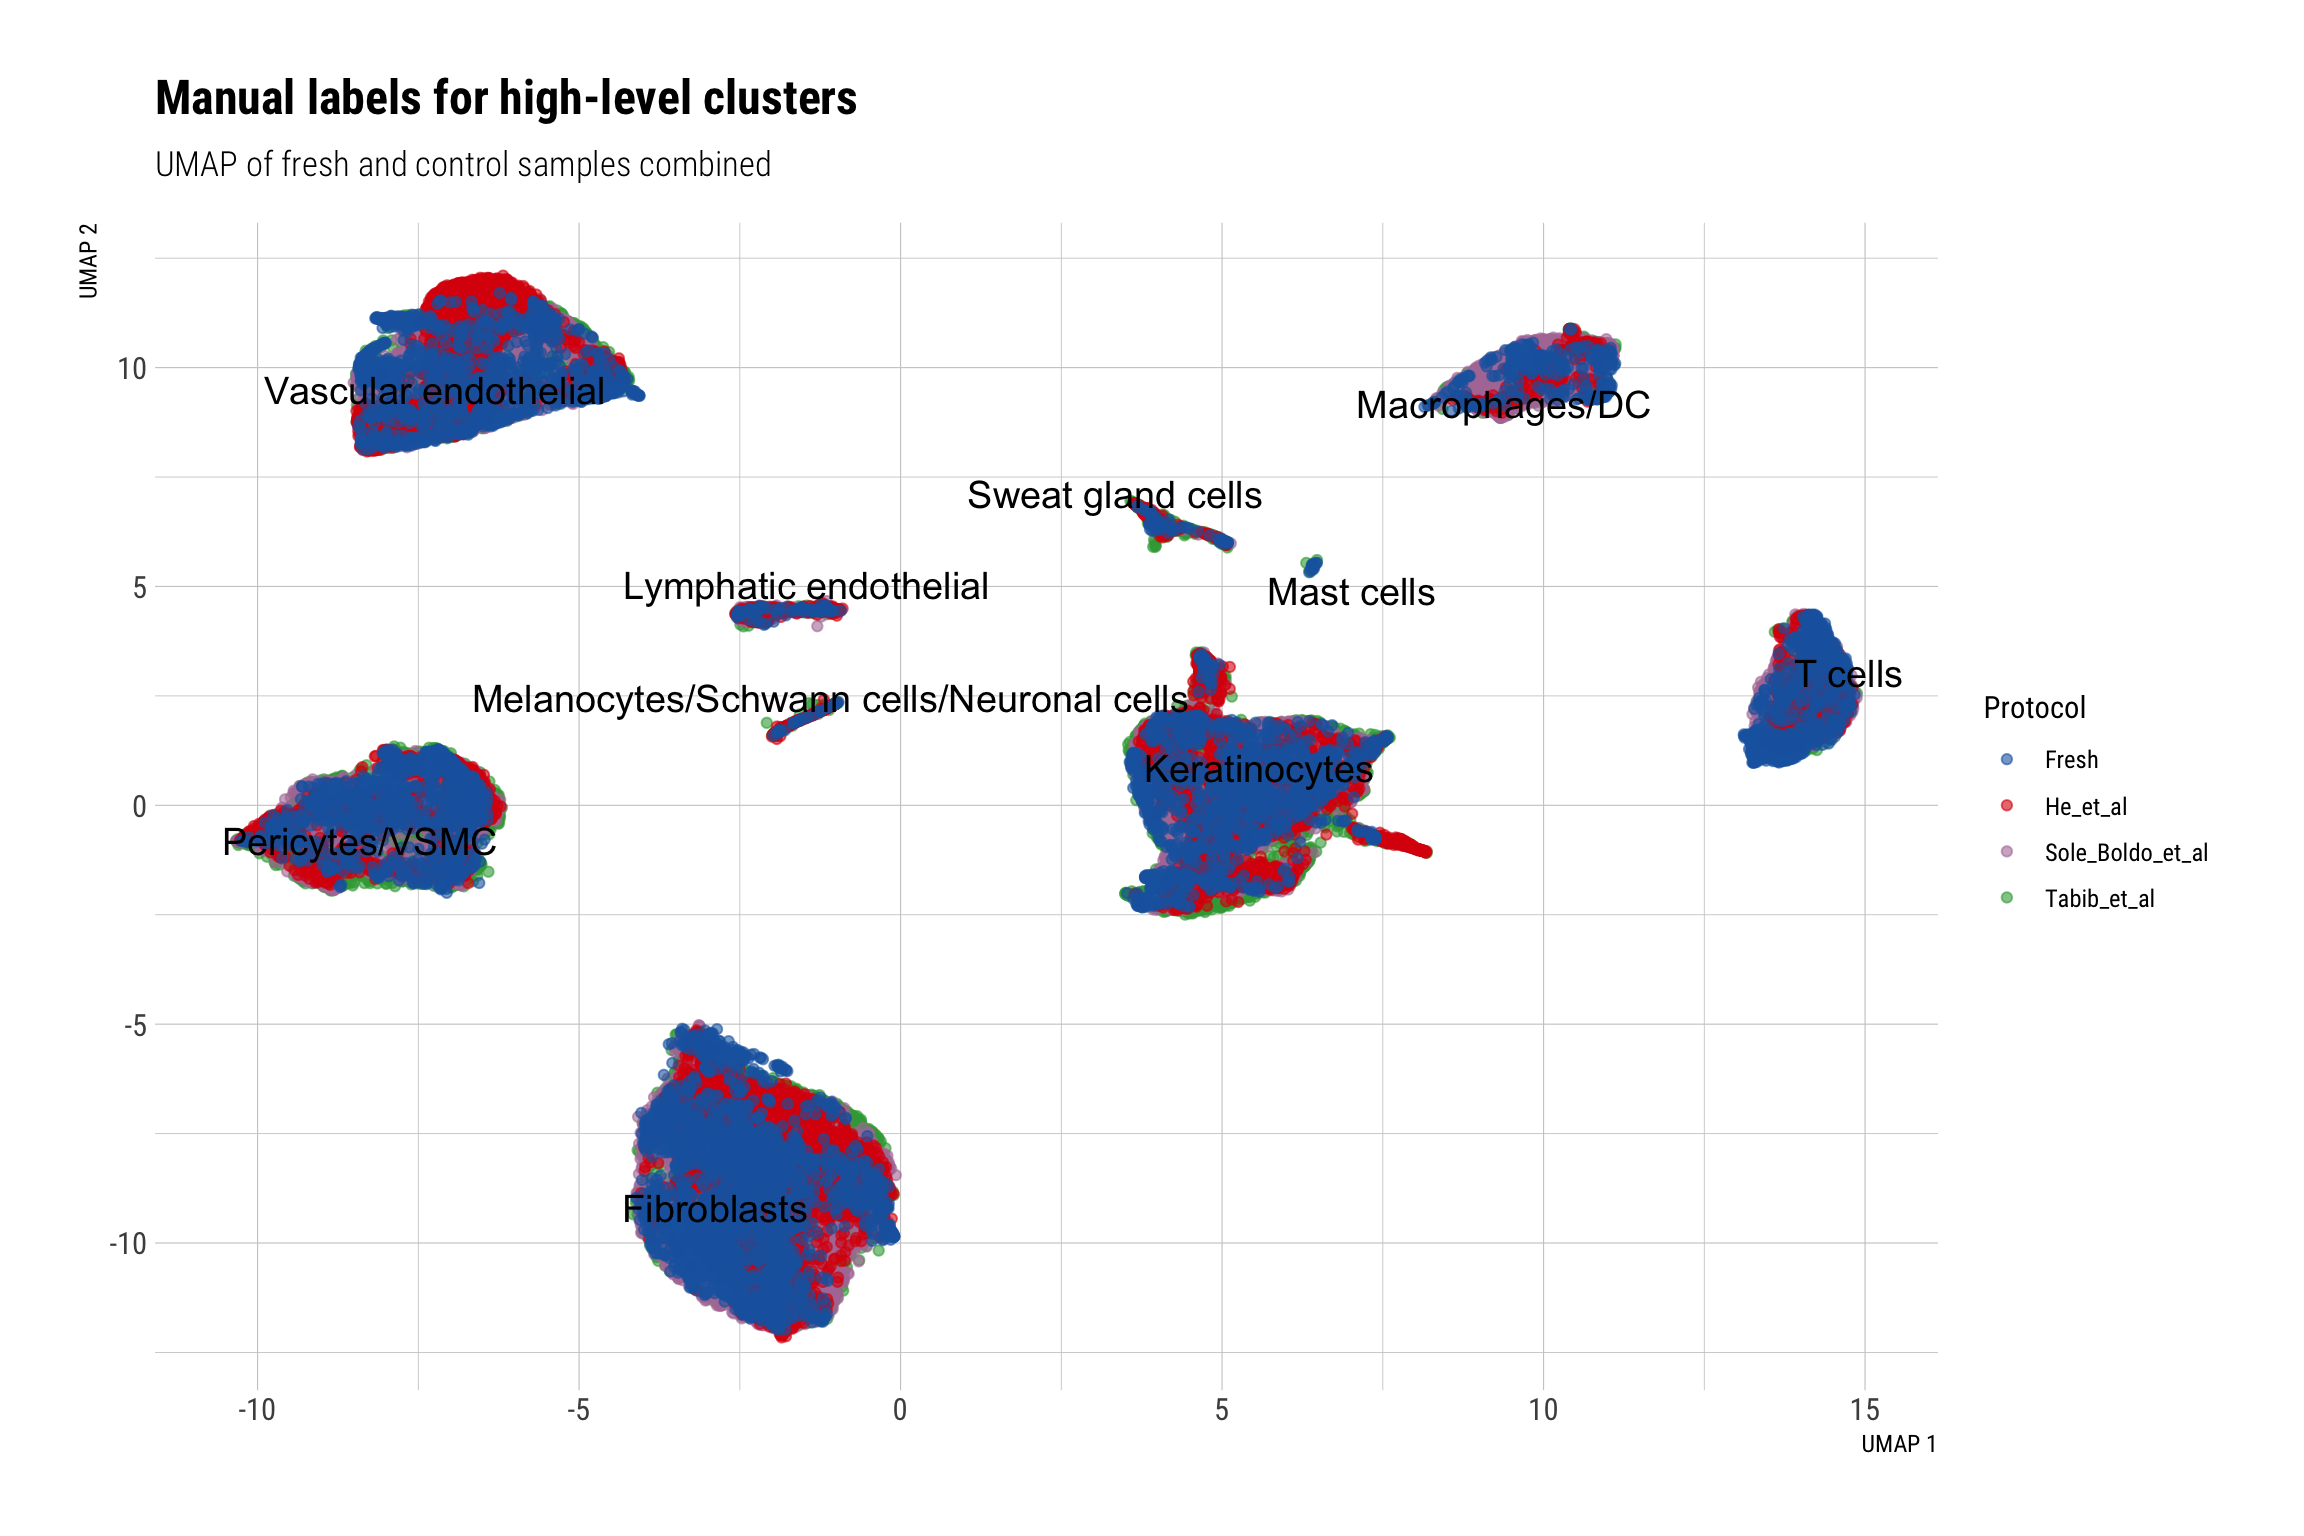 Manual labels for high-level clusters
UMAP of fresh and control samples combined
UMAP 2
10
5
0
-5
-10
Vascular endothelial
Macrophages/DC
Sweat gland cells
Lymphatic endothelial
Mast cells
T cells
Melanocytes/Schwann cells/Neuronal cells
Keratinocytes
Pericytes/VSMC
Fibroblasts
-10
-5
0
5
10
15
UMAP 1
Protocol
Fresh
He_et_al
Sole_Boldo_et_al
Tabib_et_al